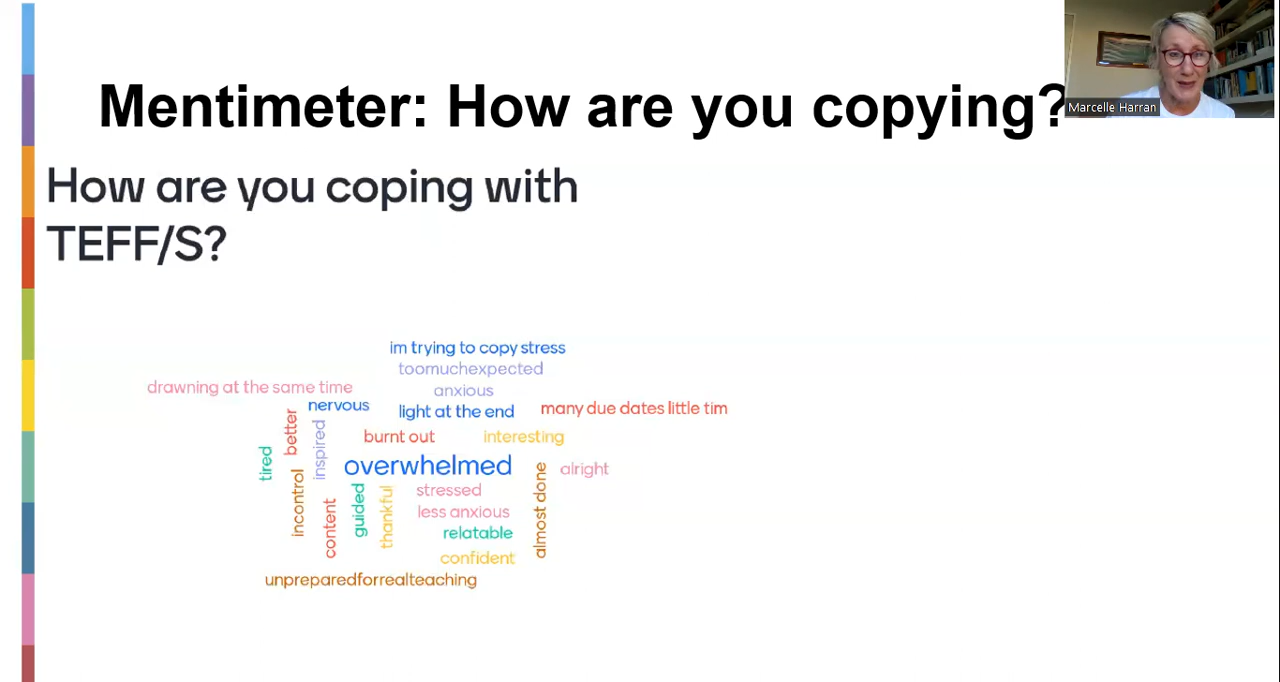 Mentimeter: How are you copying?
Marcelle Harran
How are you coping with
TEFF/S?
im trying to copy stress
toomuchexpected
drawning at the same time
anxious
nervous
light at the end
many due dates little tim
better
inspired
burnt out
interesting
tired
overwhelmed
alright
incontrol
content
guided
thankful
stressed
almost done
less anxious
relatable
confident
unpreparedforrealteaching